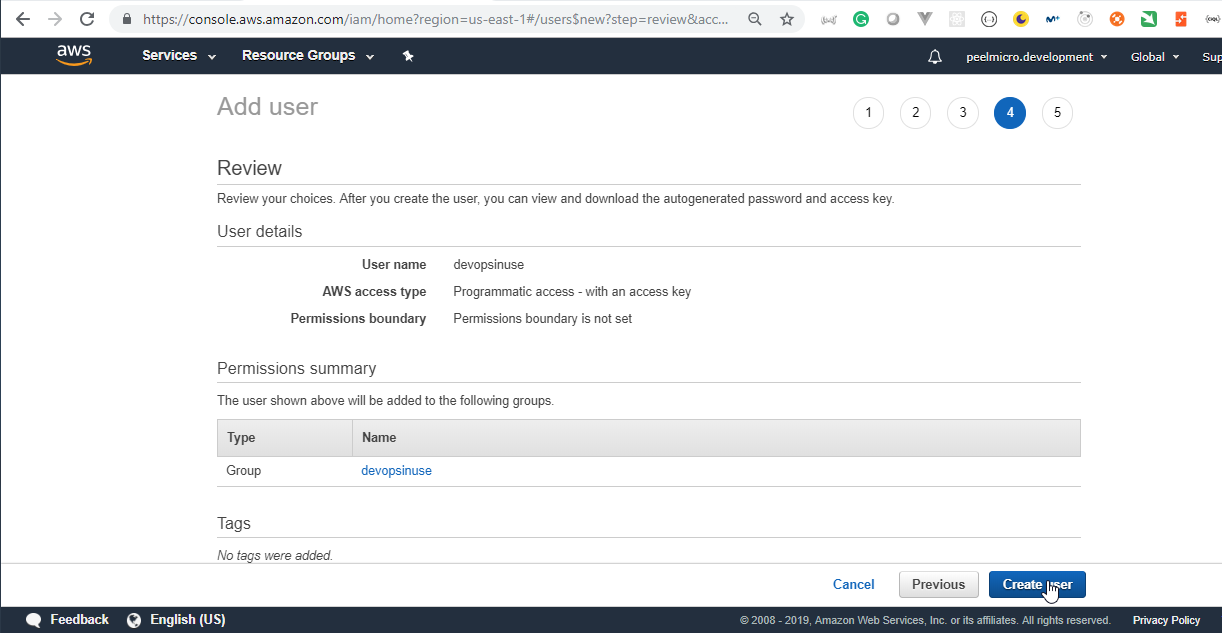 https://console.aws.amazon.com/iam/home?region=us-east-1#/users$new?step=review&acc...
aws Services Resource Groups peelmicro.development Global Sup
Add user 1 2 3 4 5
Review
Review your choices. After you create the user, you can view and download the autogenerated password and access key.
User details
User name devopsinuse
AWS access type Programmatic access - with an access key
Permissions boundary Permissions boundary is not set
Permissions summary
The user shown above will be added to the following groups.
Type Name
Group devopsinuse
Tags
No tags were added.
Cancel Previous Create user
Feedback English (US) © 2008 - 2019, Amazon Web Services, Inc. or its affiliates. All rights reserved. Privacy Policy